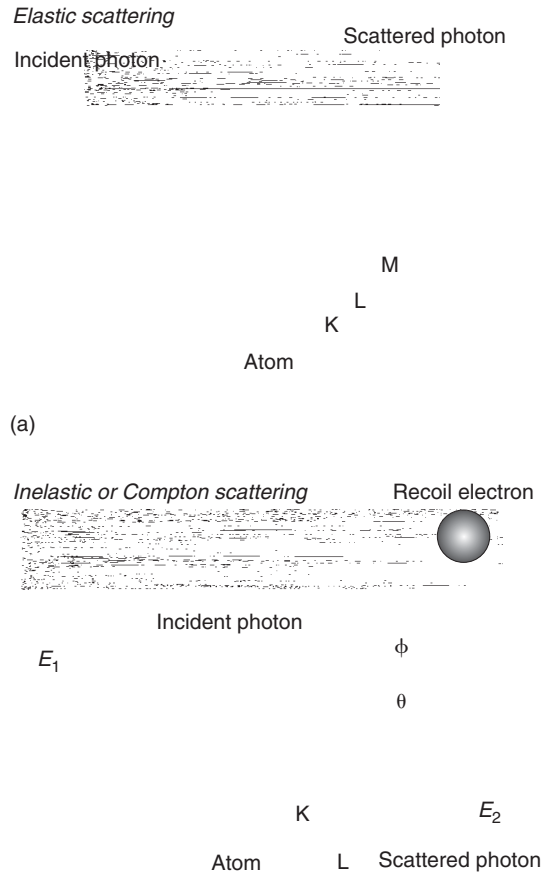 Elastic scattering
Scattered photon
Incident photon
M
L
K
Atom
(a)
Inelastic or Compton scattering
Recoil electron
Incident photon
ϕ
E₁
θ
K
E₂
Atom
L
Scattered photon